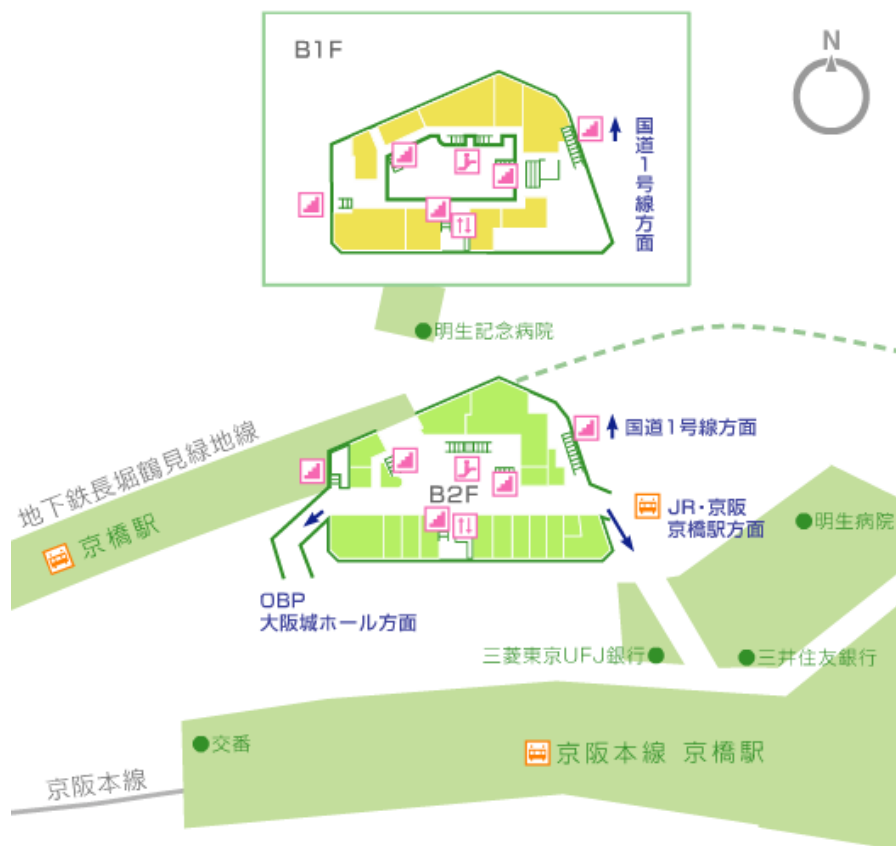 B1F
N
国道1号線方面
明生記念病院
地下鉄長堀鶴見緑地線
京橋駅
国道1号線方面
B2F
JR・京阪
京橋駅方面
明生病院
OBP
大阪城ホール方面
三菱東京UFJ銀行
三井住友銀行
交番
京阪本線 京橋駅
京阪本線